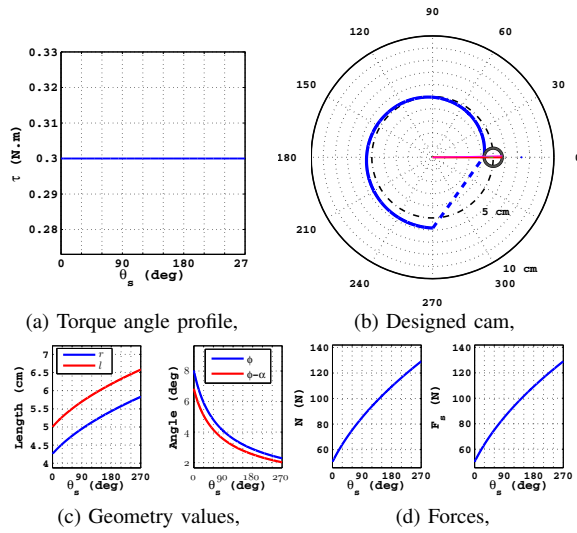 0.33
0.32
0.31
0.3
0.29
0.28
τ (N.m)
0 90 180 27
θs (deg)
90
120 60
150 30
180 0
210
240 300
270
5 cm
10 cm
(a) Torque angle profile,
(b) Designed cam,
7
6.5
6
5.5
5
4.5
4
Length (cm)
r
l
0 90 180 270
θs (deg)
8
6
4
2
Angle (deg)
ϕ
ϕ−α
0 90 180 270
θs (deg)
140
120
100
80
60
N (N)
0 90 180 270
θs (deg)
140
120
100
80
60
Fs (N)
0 90 180 270
θs (deg)
(c) Geometry values,
(d) Forces,